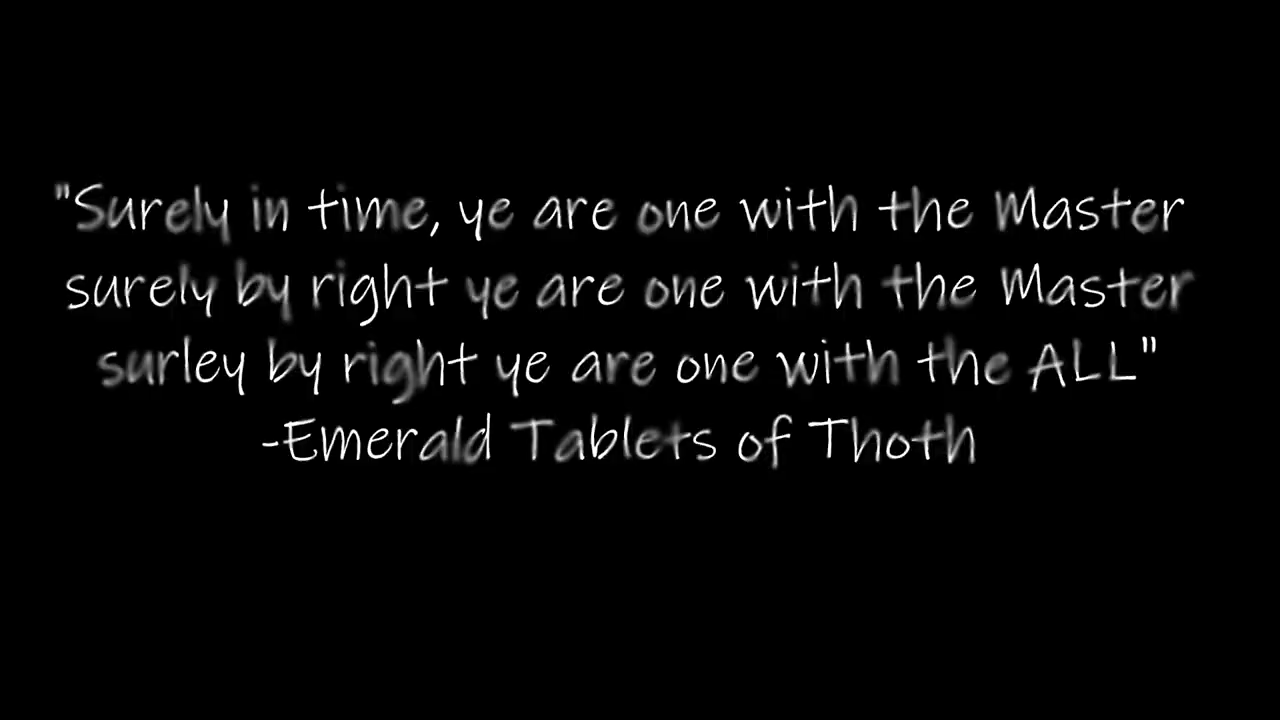 "Surely in time, ye are one with the Master
surely by right ye are one with the Master
surley by right ye are one with the ALL"
-Emerald Tablets of Thoth